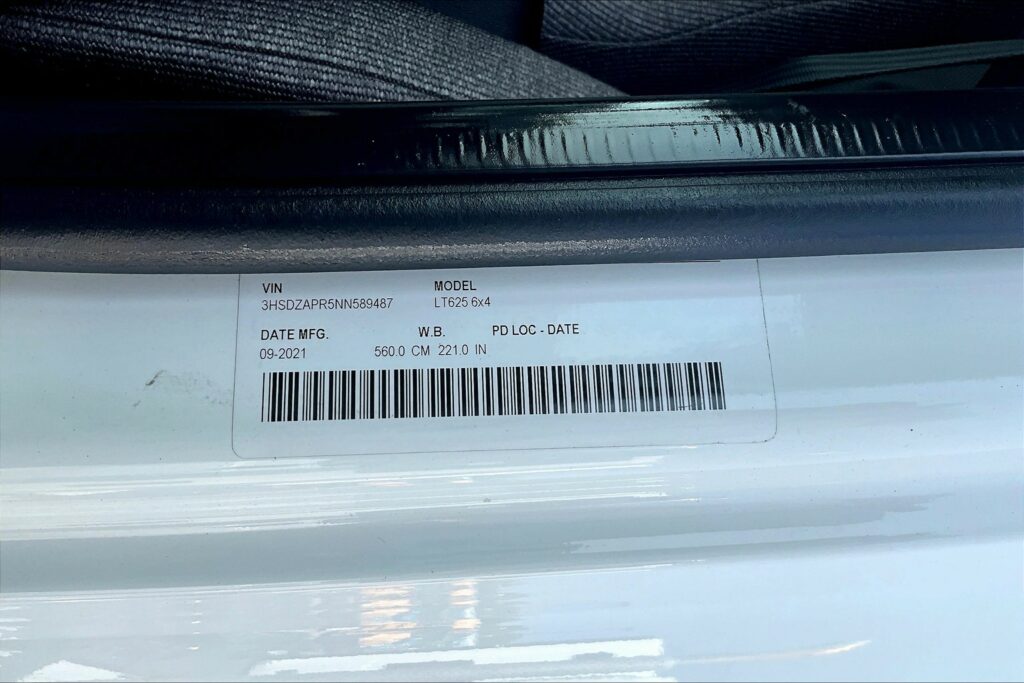 VIN MODEL
3HSDZAPR5NN589487 LT625 6x4
DATE MFG. W.B. PD LOC - DATE
09-2021 560.0 CM 221.0 IN